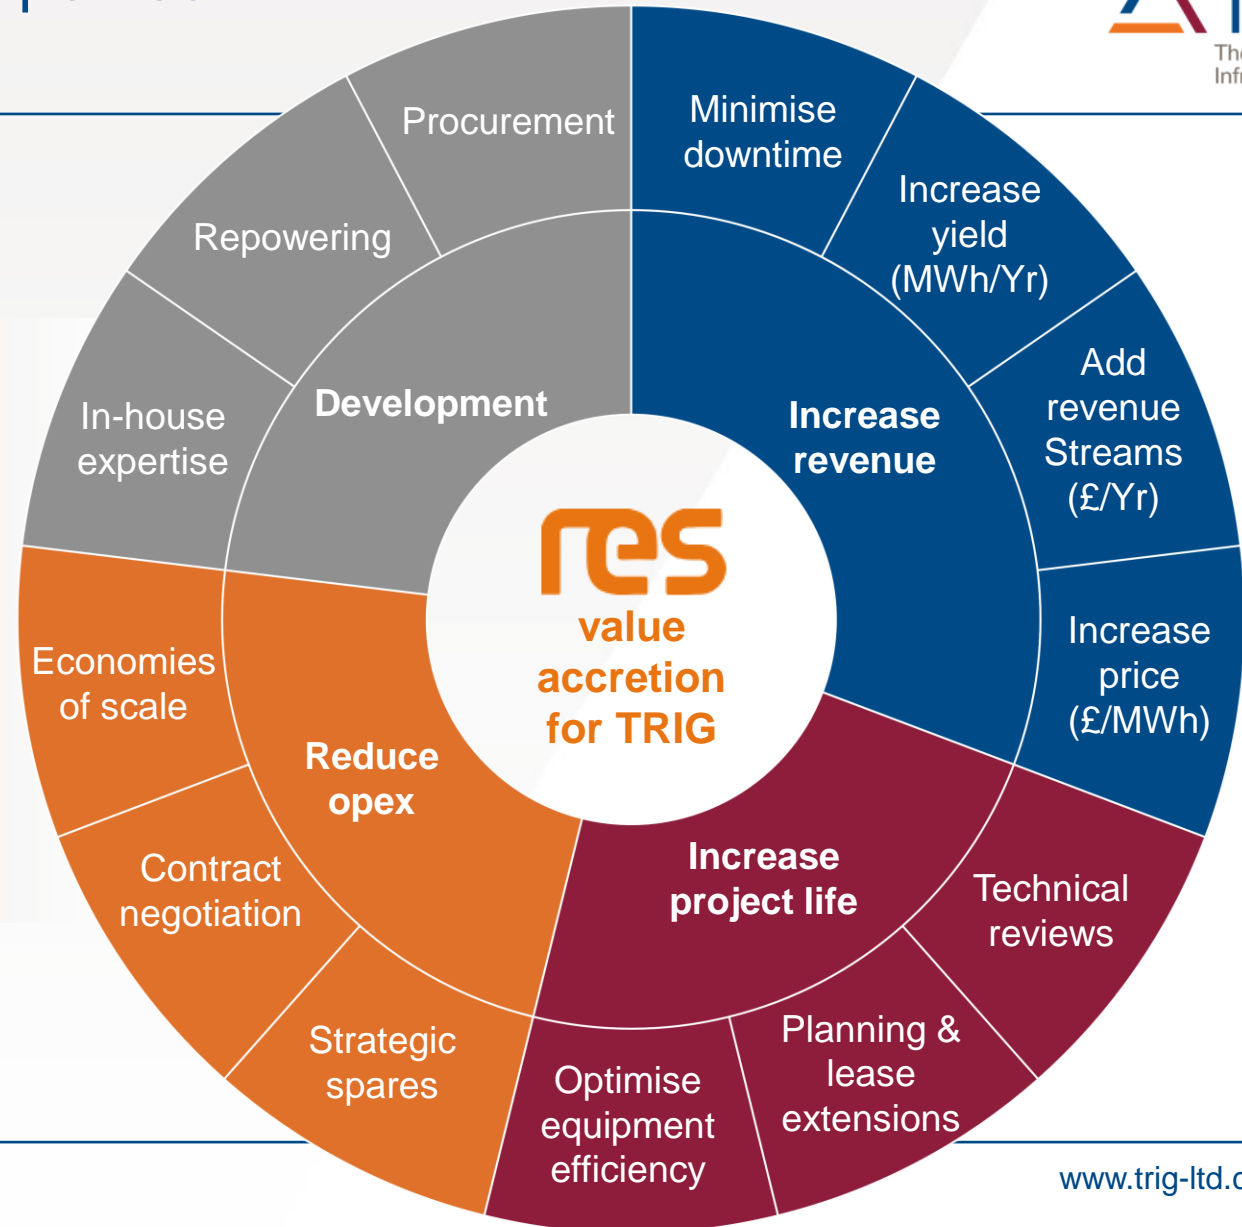 The
Infr
Procurement
Minimise
downtime
Repowering
Increase
yield
(MWh/Yr)
In-house
expertise
Development
Increase
revenue
Add
revenue
Streams
(£/Yr)
res
value
accretion
for TRIG
Increase
price
(£/MWh)
Economies
of scale
Reduce
opex
Increase
project life
Technical
reviews
Contract
negotiation
Strategic
spares
Optimise
equipment
efficiency
Planning &
lease
extensions
www.trig-ltd.c